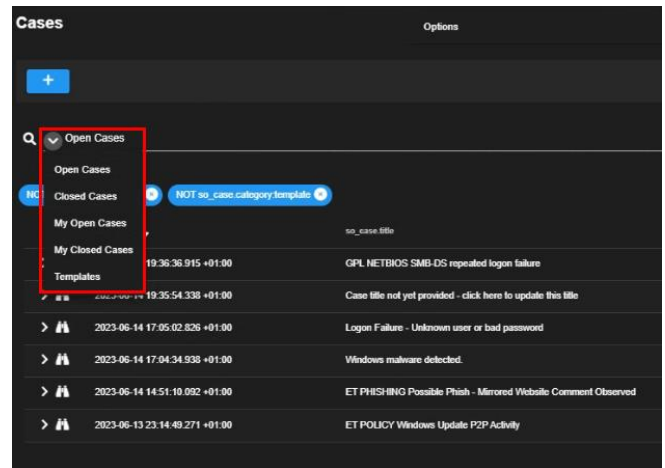 Cases
Options
+
Open Cases
Open Cases
Closed Cases
NOT so_case.category:template
My Open Cases
so_case.title
My Closed Cases
19:36:36.915 +01:00 GPL NETBIOS SMB-DS repeated logon failure
Templates
2023-06-14 19:35:54.338 +01:00 Case title not yet provided - click here to update this title
2023-06-14 17:05:02.826 +01:00 Logon Failure - Unknown user or bad password
2023-06-14 17:04:34.938 +01:00 Windows malware detected.
2023-06-14 14:51:10.092 +01:00 ET PHISHING Possible Phish - Mirrored Website Comment Observed
2023-06-13 23:14:49.271 +01:00 ET POLICY Windows Update P2P Activity